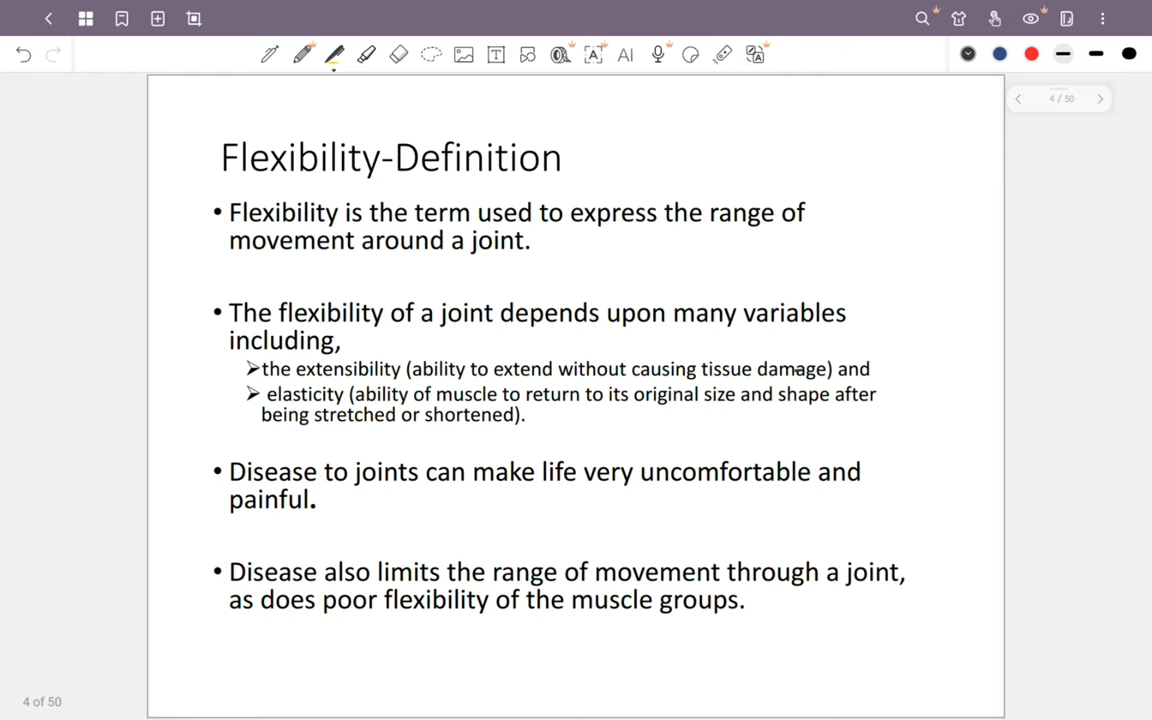 AI
4 / 50
Flexibility-Definition
• Flexibility is the term used to express the range of
movement around a joint.
• The flexibility of a joint depends upon many variables
including,
➢the extensibility (ability to extend without causing tissue damage) and
➢ elasticity (ability of muscle to return to its original size and shape after
being stretched or shortened).
• Disease to joints can make life very uncomfortable and
painful.
• Disease also limits the range of movement through a joint,
as does poor flexibility of the muscle groups.
4 of 50